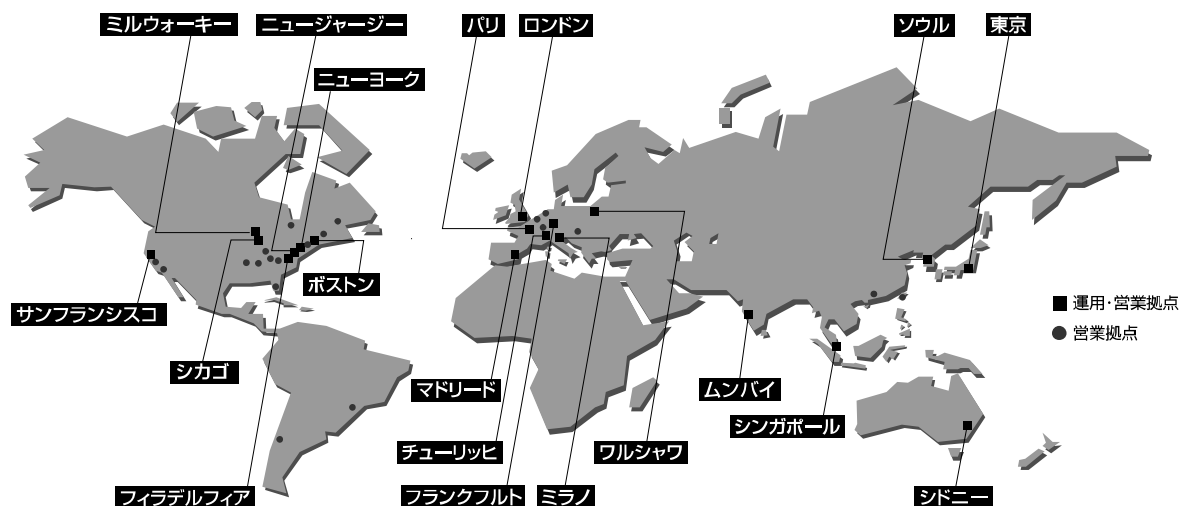 ミルウォーキー
ニュージャージー
パリ
ロンドン
ソウル
東京
ニューヨーク
ボストン
サンフランシスコ
運用・営業拠点
営業拠点
シカゴ
マドリード
ムンバイ
シンガポール
チューリッヒ
ワルシャワ
フィラデルフィア
フランクフルト
ミラノ
シドニー